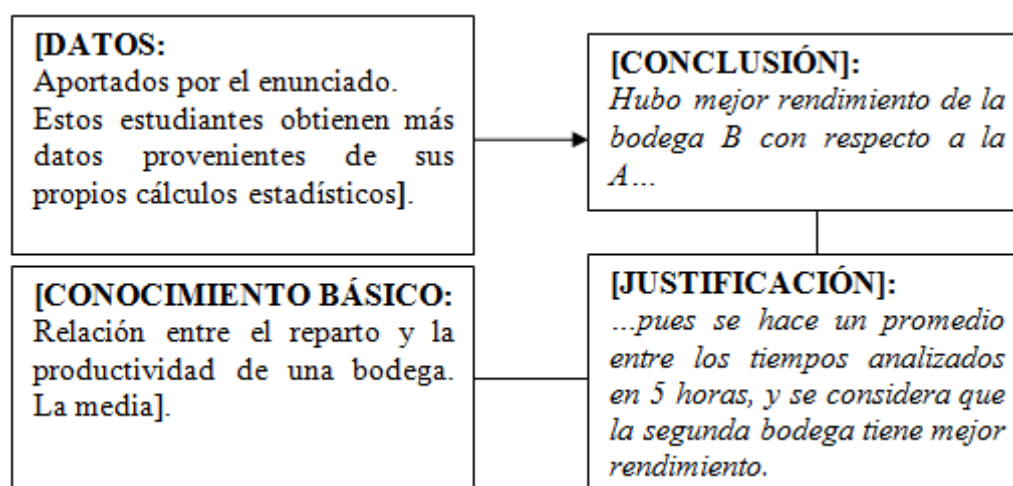 [DATOS:
Aportados por el enunciado.
Estos estudiantes obtienen más
datos provenientes de sus
propios cálculos estadísticos].
[CONCLUSIÓN]:
Hubo mejor rendimiento de la
bodega B con respecto a la
A…
[CONOCIMIENTO BÁSICO:
Relación entre el reparto y la
productividad de una bodega.
La media].
[JUSTIFICACIÓN]:
…pues se hace un promedio
entre los tiempos analizados
en 5 horas, y se considera que
la segunda bodega tiene mejor
rendimiento.